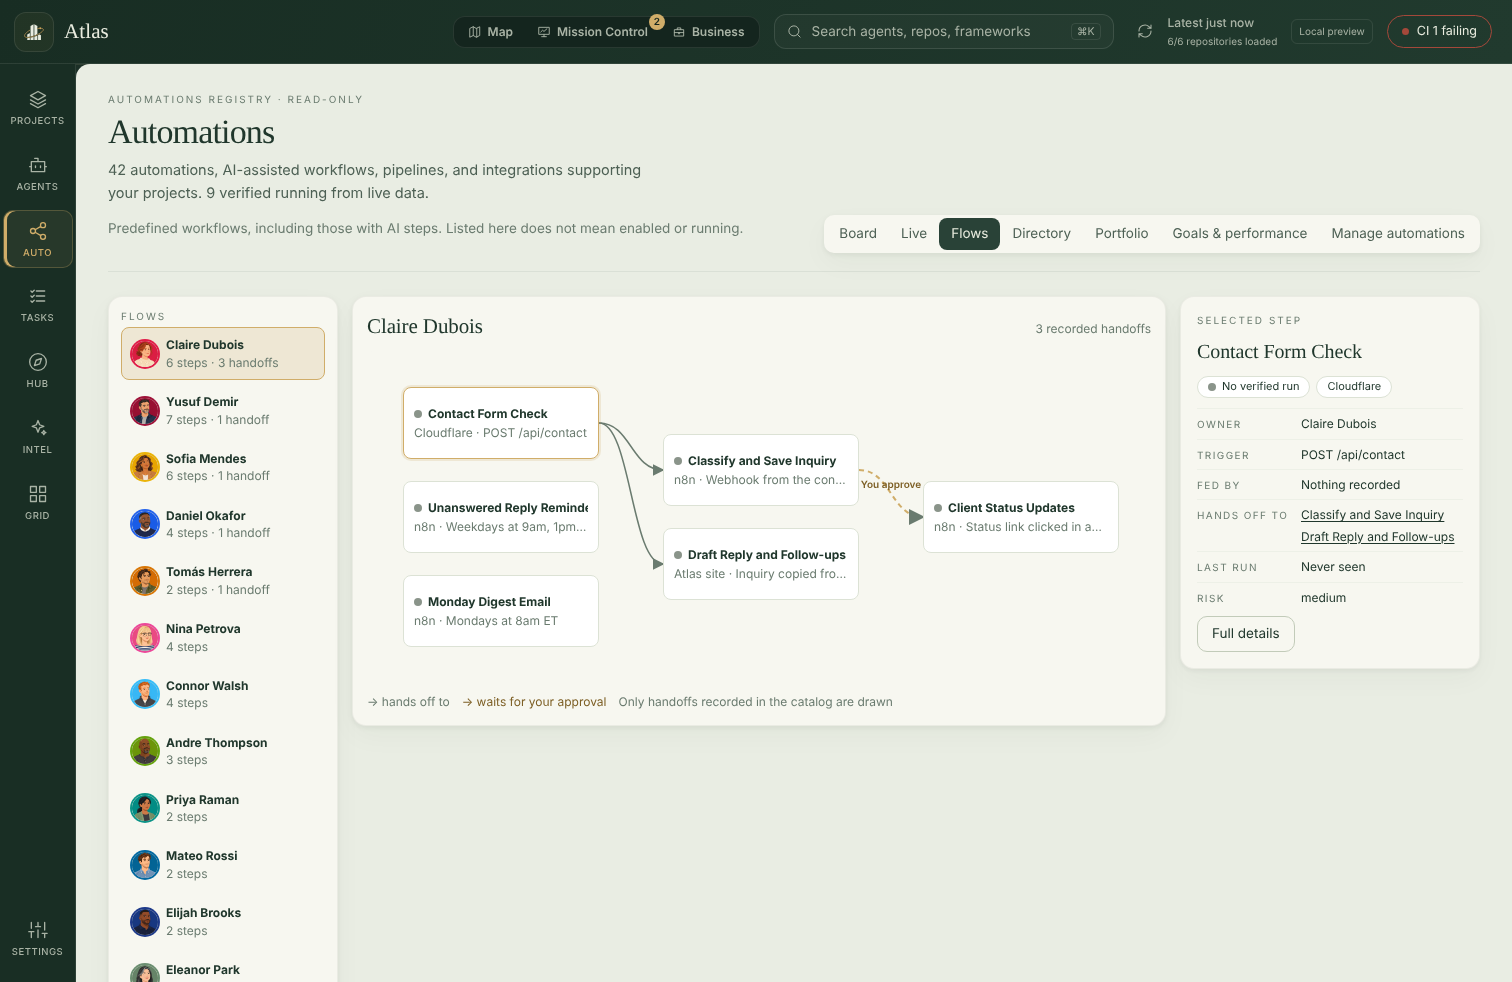 Atlas
Map
Mission Control
2
Business
Search agents, repos, frameworks
⌘K
Latest just now
6/6 repositories loaded
Local preview
CI 1 failing
PROJECTS
AGENTS
AUTO
TASKS
HUB
INTEL
GRID
SETTINGS
AUTOMATIONS REGISTRY · READ-ONLY
Automations
42 automations, AI-assisted workflows, pipelines, and integrations supporting
your projects. 9 verified running from live data.
Predefined workflows, including those with AI steps. Listed here does not mean enabled or running.
Board
Live
Flows
Directory
Portfolio
Goals & performance
Manage automations
FLOWS
Claire Dubois
6 steps · 3 handoffs
Yusuf Demir
7 steps · 1 handoff
Sofia Mendes
6 steps · 1 handoff
Daniel Okafor
4 steps · 1 handoff
Tomás Herrera
2 steps · 1 handoff
Nina Petrova
4 steps
Connor Walsh
4 steps
Andre Thompson
3 steps
Priya Raman
2 steps
Mateo Rossi
2 steps
Elijah Brooks
2 steps
Eleanor Park
Claire Dubois
3 recorded handoffs
Contact Form Check
Cloudflare · POST /api/contact
Unanswered Reply Reminde
n8n · Weekdays at 9am, 1pm...
Monday Digest Email
n8n · Mondays at 8am ET
Classify and Save Inquiry
n8n · Webhook from the con...
Draft Reply and Follow-ups
Atlas site · Inquiry copied fro...
You approve
Client Status Updates
n8n · Status link clicked in a...
→ hands off to
→ waits for your approval
Only handoffs recorded in the catalog are drawn
SELECTED STEP
Contact Form Check
No verified run
Cloudflare
OWNER
Claire Dubois
TRIGGER
POST /api/contact
FED BY
Nothing recorded
HANDS OFF TO
Classify and Save Inquiry
Draft Reply and Follow-ups
LAST RUN
Never seen
RISK
medium
Full details